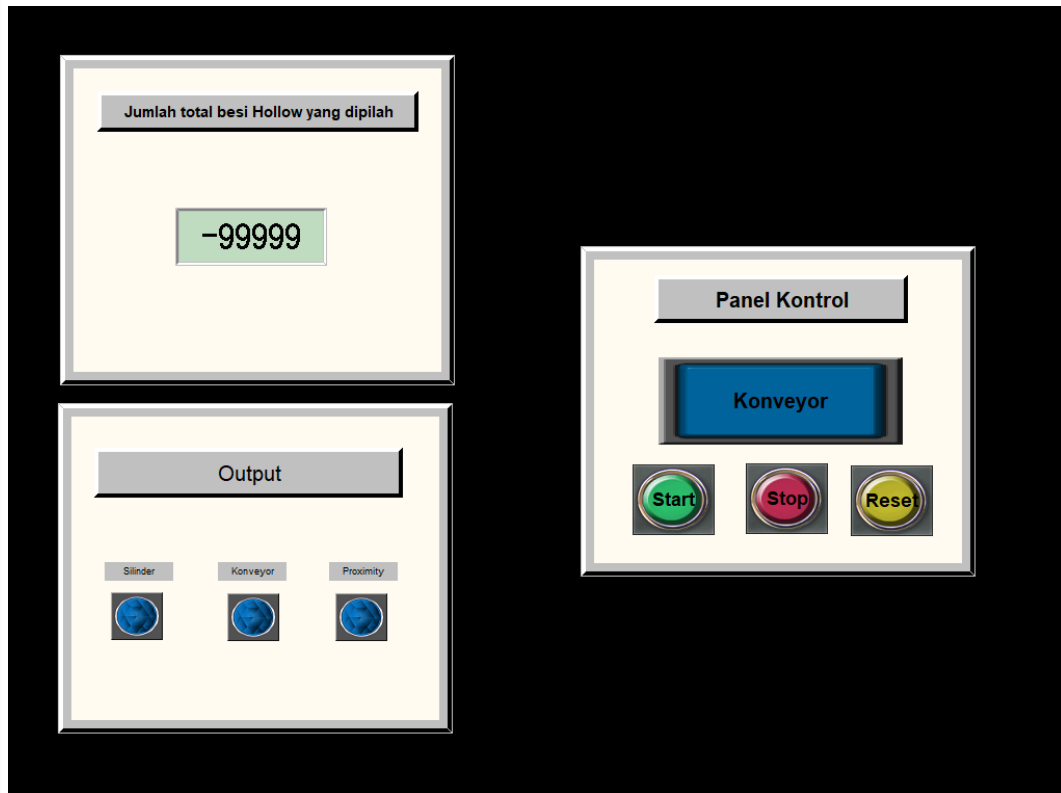 Jumlah total besi Hollow yang dipilah
-99999
Output
Silinder
Konveyor
Proximity
Panel Kontrol
Konveyor
Start
Stop
Reset